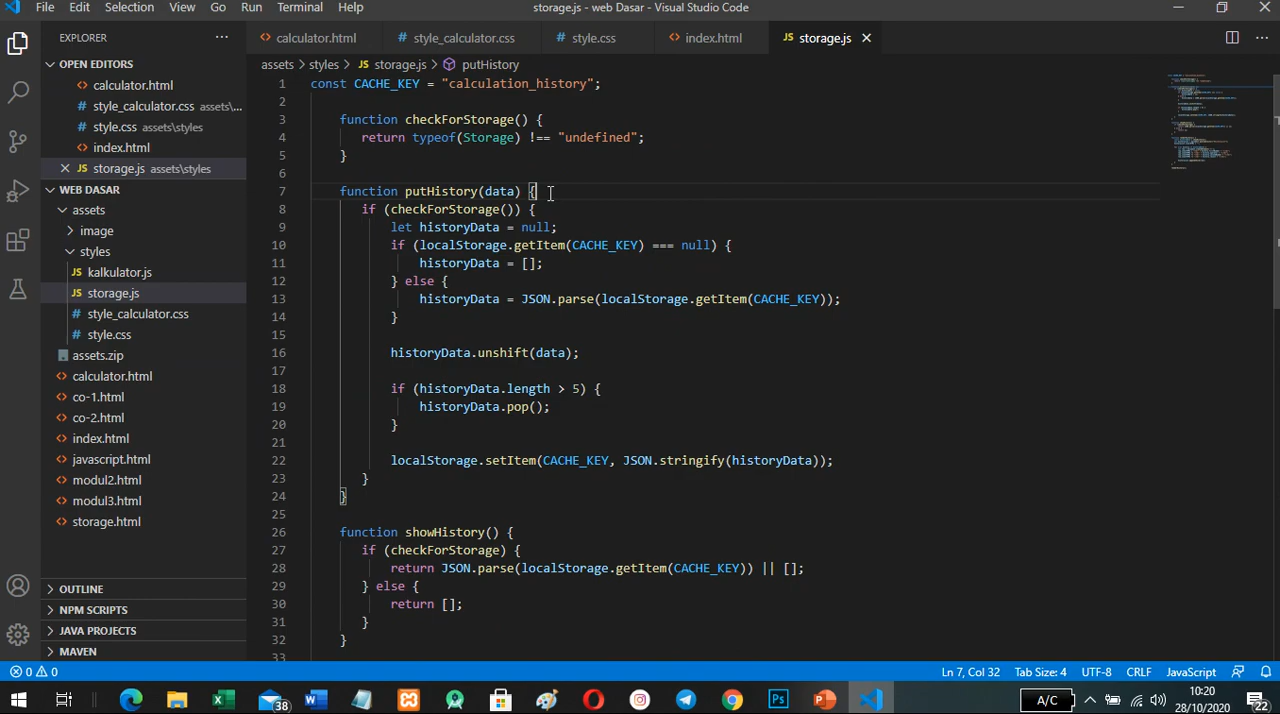 File Edit Selection View Go Run Terminal Help storage.js - web Dasar - Visual Studio Code
EXPLORER ··· <> calculator.html # style_calculator.css # style.css <> index.html JS storage.js ×
OPEN EDITORS
<> calculator.html
# style_calculator.css assets\...
# style.css assets\styles
<> index.html
× JS storage.js assets\styles
WEB DASAR
assets
image
styles
JS kalkulator.js
JS storage.js
# style_calculator.css
# style.css
assets.zip
<> calculator.html
<> co-1.html
<> co-2.html
<> index.html
<> javascript.html
<> modul2.html
<> modul3.html
<> storage.html
OUTLINE
NPM SCRIPTS
JAVA PROJECTS
MAVEN
assets > styles > JS storage.js > putHistory
1 const CACHE_KEY = "calculation_history";
2
3 function checkForStorage() {
4 return typeof(Storage) !== "undefined";
5 }
6
7 function putHistory(data) {
8 if (checkForStorage()) {
9 let historyData = null;
10 if (localStorage.getItem(CACHE_KEY) === null) {
11 historyData = [];
12 } else {
13 historyData = JSON.parse(localStorage.getItem(CACHE_KEY));
14 }
15
16 historyData.unshift(data);
17
18 if (historyData.length > 5) {
19 historyData.pop();
20 }
21
22 localStorage.setItem(CACHE_KEY, JSON.stringify(historyData));
23 }
24 }
25
26 function showHistory() {
27 if (checkForStorage) {
28 return JSON.parse(localStorage.getItem(CACHE_KEY)) || [];
29 } else {
30 return [];
31 }
32 }
33
0 0 Ln 7, Col 32 Tab Size: 4 UTF-8 CRLF JavaScript
38 A/C 10:20
28/10/2020 22